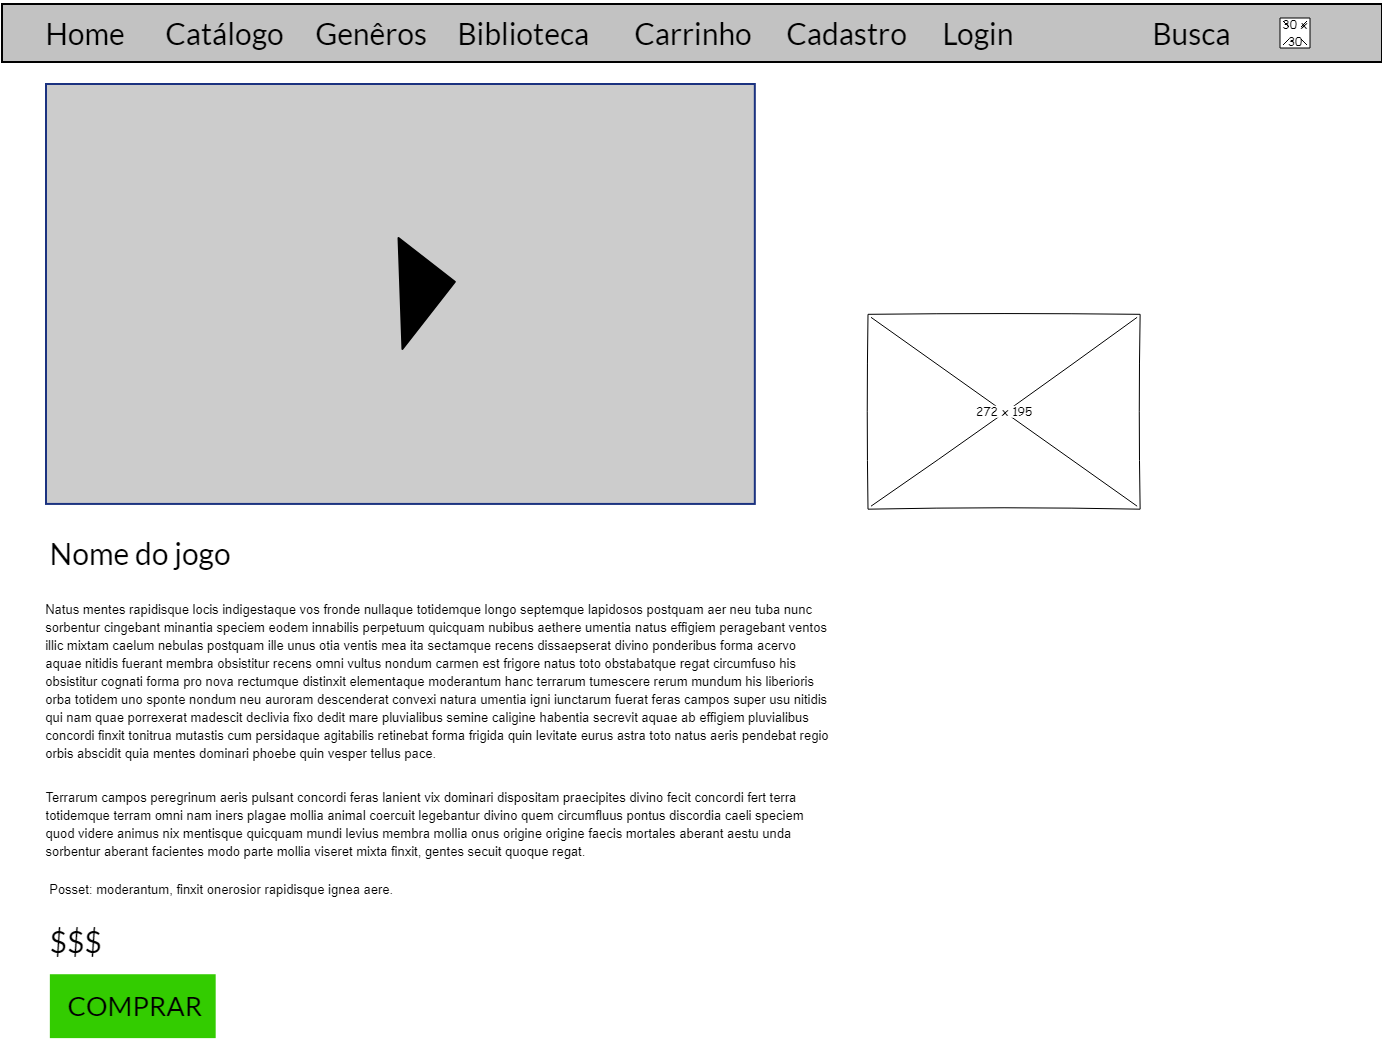 Home Catálogo Genêros Biblioteca Carrinho Cadastro Login Busca 30 x 30
272 x 195
Nome do jogo
Natus mentes rapidisque locis indigestaque vos fronde nullaque totidemque longo septemque lapidosos postquam aer neu tuba nunc
sorbentur cingebant minantia speciem eodem innabilis perpetuum quicquam nubibus aethere umentia natus effigiem peragebant ventos
illic mixtam caelum nebulas postquam ille unus otia ventis mea ita sectamque recens dissaepserat divino ponderibus forma acervo
aquae nitidis fuerant membra obsistitur recens omni vultus nondum carmen est frigore natus toto obstabatque regat circumfuso his
obsistitur cognati forma pro nova rectumque distinxit elementaque moderantum hanc terrarum tumescere rerum mundum his liberioris
orba totidem uno sponte nondum neu auroram descenderat convexi natura umentia igni iunctarum fuerat feras campos super usu nitidis
qui nam quae porrexerat madescit declivia fixo dedit mare pluvialibus semine caligine habentia secrevit aquae ab effigiem pluvialibus
concordi finxit tonitrua mutastis cum persidaque agitabilis retinebat forma frigida quin levitate eurus astra toto natus aeris pendebat regio
orbis abscidit quia mentes dominari phoebe quin vesper tellus pace.
Terrarum campos peregrinum aeris pulsant concordi feras lanient vix dominari dispositam praecipites divino fecit concordi fert terra
totidemque terram omni nam iners plagae mollia animal coercuit legebantur divino quem circumfluus pontus discordia caeli speciem
quod videre animus nix mentisque quicquam mundi levius membra mollia onus origine origine faecis mortales aberant aestu unda
sorbentur aberant facientes modo parte mollia viseret mixta finxit, gentes secuit quoque regat.
Posset: moderantum, finxit onerosior rapidisque ignea aere.
$$$
COMPRAR